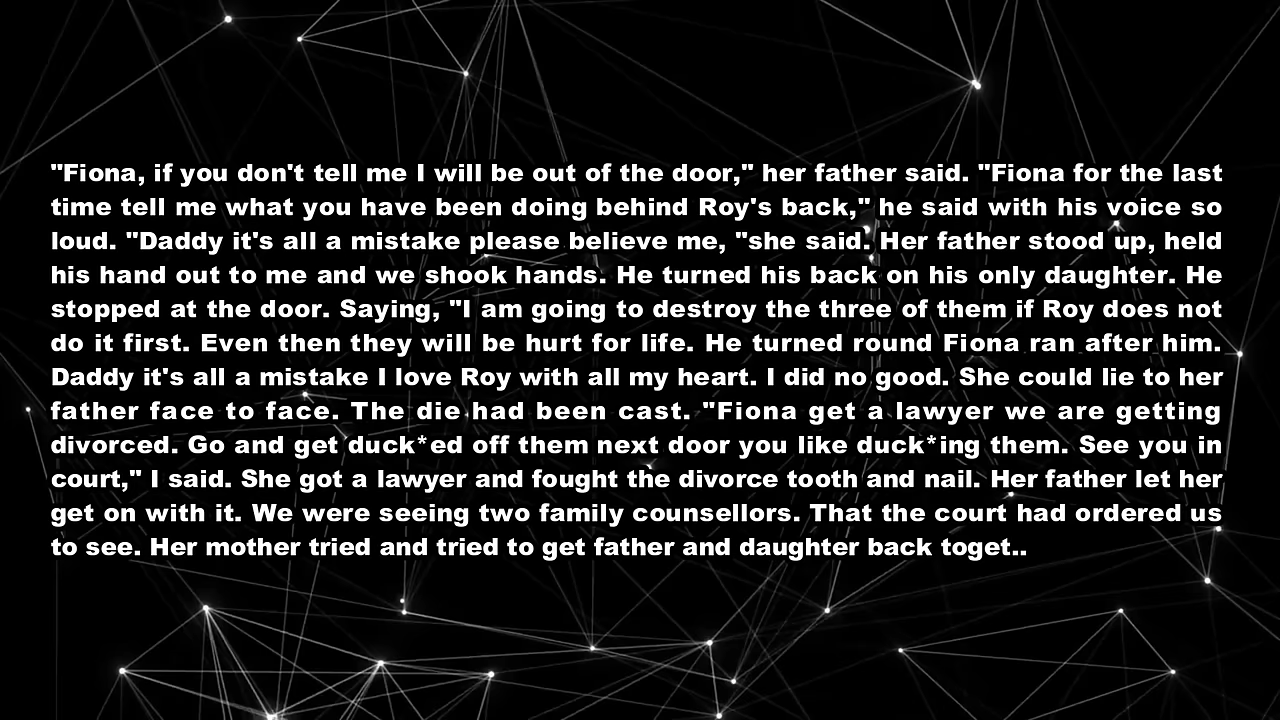 "Fiona, if you don't tell me I will be out of the door," her father said. "Fiona for the last
time tell me what you have been doing behind Roy's back," he said with his voice so
loud. "Daddy it's all a mistake please believe me, "she said. Her father stood up, held
his hand out to me and we shook hands. He turned his back on his only daughter. He
stopped at the door. Saying, "I am going to destroy the three of them if Roy does not
do it first. Even then they will be hurt for life. He turned round Fiona ran after him.
Daddy it's all a mistake I love Roy with all my heart. I did no good. She could lie to her
father face to face. The die had been cast. "Fiona get a lawyer we are getting
divorced. Go and get duck*ed off them next door you like duck*ing them. See you in
court," I said. She got a lawyer and fought the divorce tooth and nail. Her father let her
get on with it. We were seeing two family counsellors. That the court had ordered us
to see. Her mother tried and tried to get father and daughter back toget..